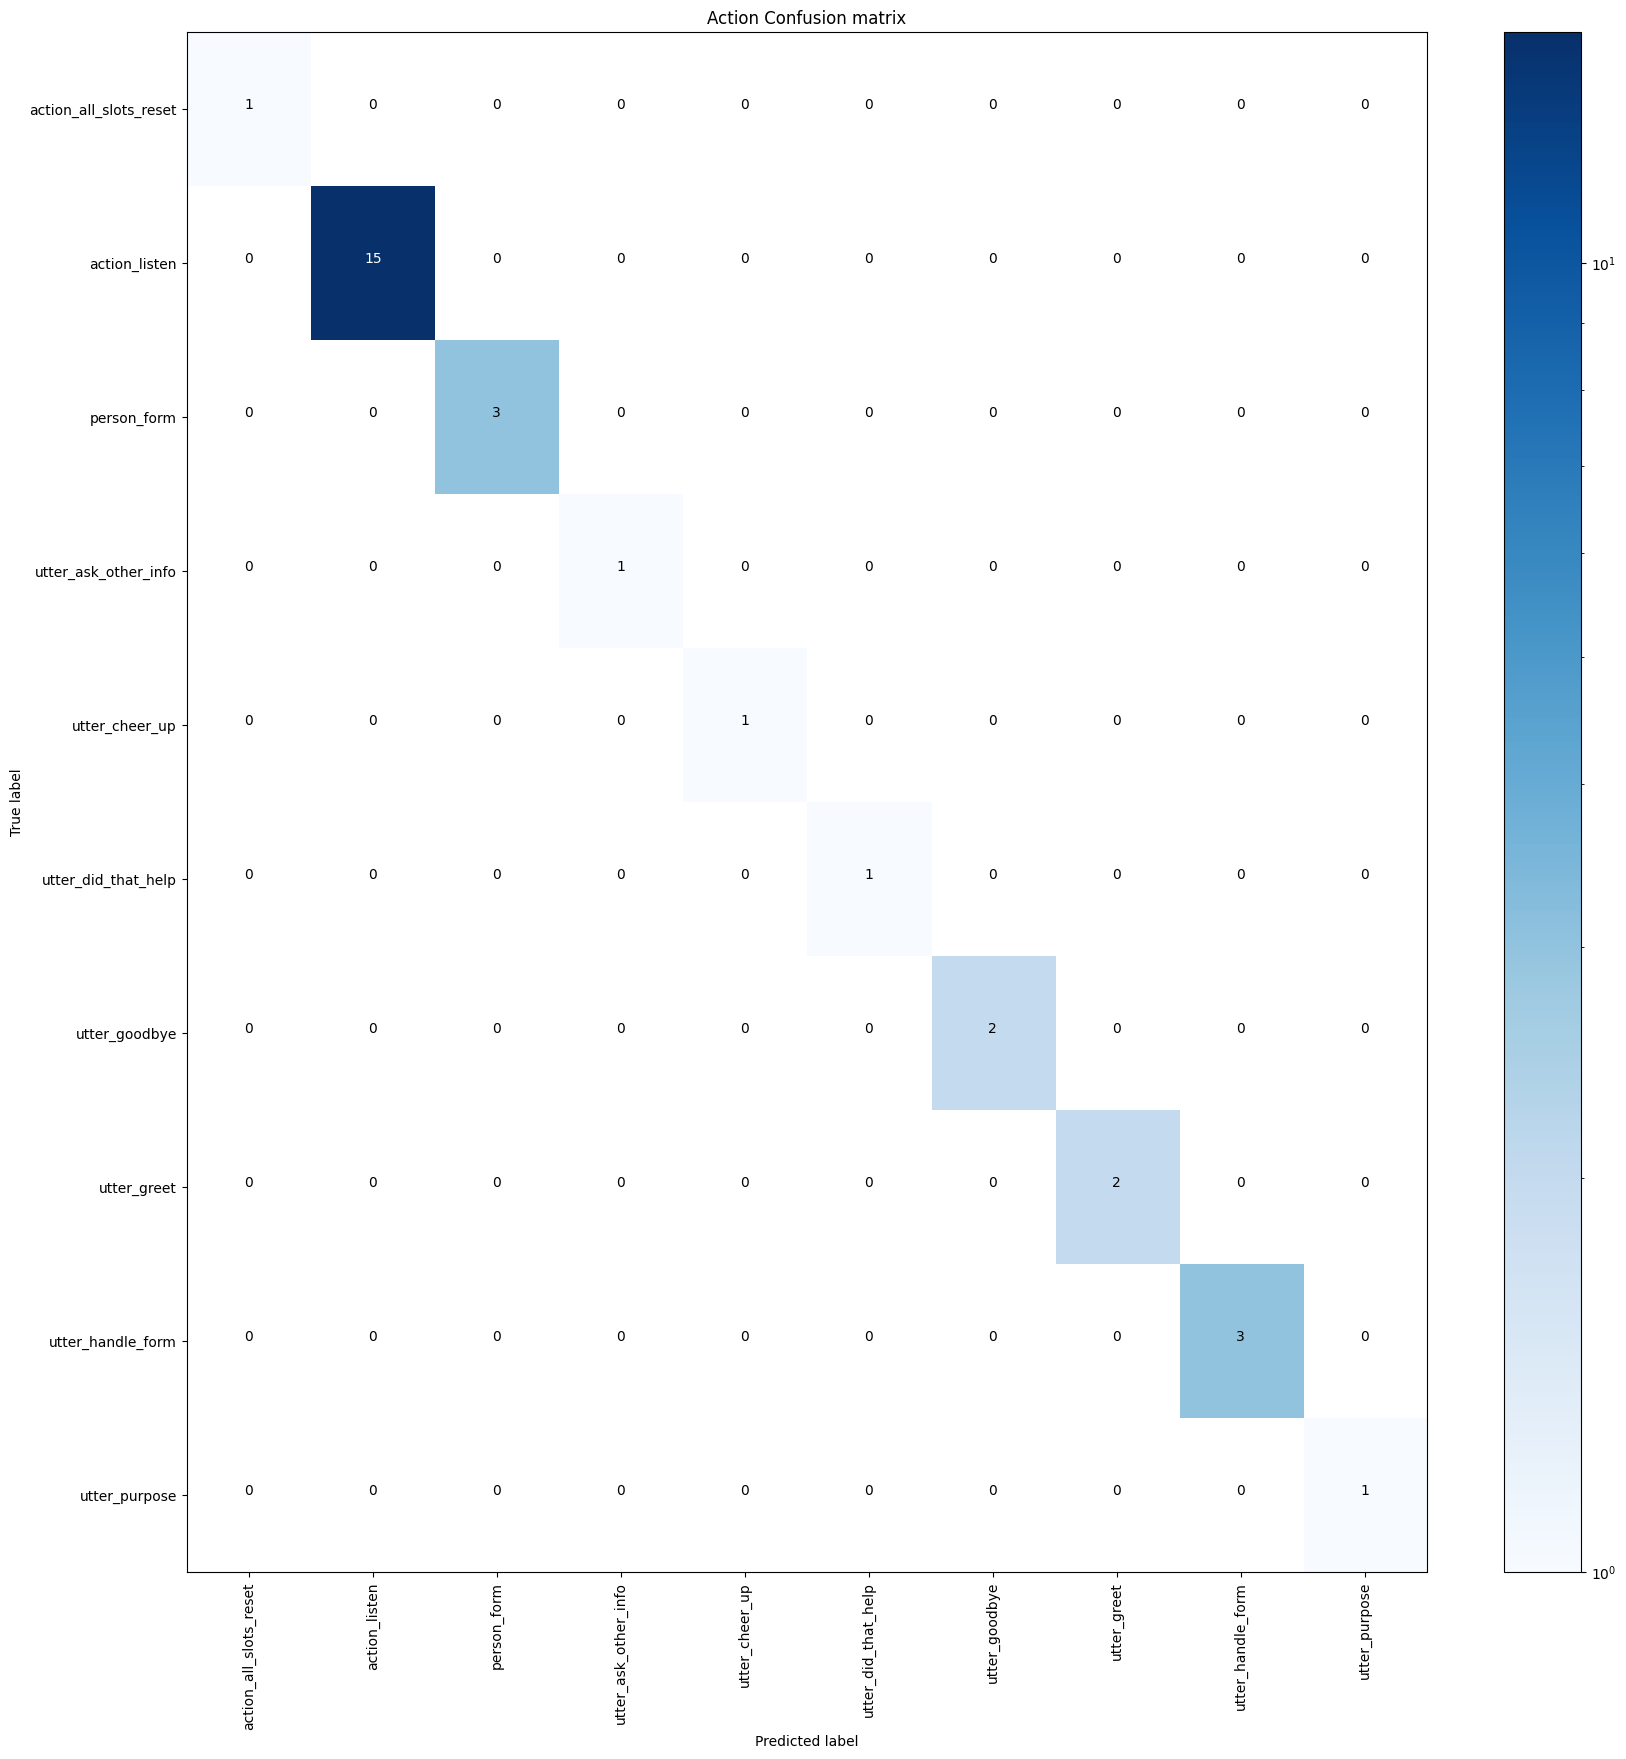 Action Confusion matrix
action_all_slots_reset 1 0 0 0 0 0 0 0 0 0
action_listen 0 15 0 0 0 0 0 0 0 0
10¹
person_form 0 0 3 0 0 0 0 0 0 0
utter_ask_other_info 0 0 0 1 0 0 0 0 0 0
utter_cheer_up 0 0 0 0 1 0 0 0 0 0
True label
utter_did_that_help 0 0 0 0 0 1 0 0 0 0
utter_goodbye 0 0 0 0 0 0 2 0 0 0
utter_greet 0 0 0 0 0 0 0 2 0 0
utter_handle_form 0 0 0 0 0 0 0 0 3 0
utter_purpose 0 0 0 0 0 0 0 0 0 1
10⁰
action_all_slots_reset
action_listen
person_form
utter_ask_other_info
utter_cheer_up
utter_did_that_help
utter_goodbye
utter_greet
utter_handle_form
utter_purpose
Predicted label